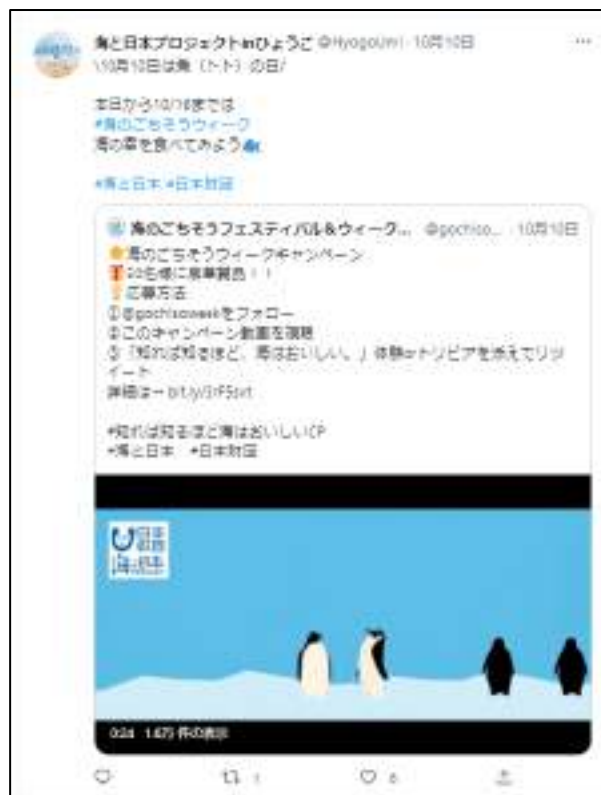 海と日本プロジェクトinひょうご @HyogoUmi · 10月10日
\10月10日は魚（トト）の日/
本日から10/16までは
#海のごちそうウィーク
海の幸を食べてみよう🐟
#海と日本 #日本財団
海のごちそうフェスティバル&ウィーク... @gochiso_... · 10月10日
海のごちそうウィークキャンペーン
名様に豪華賞品！！
応募方法
①@gochisoweekをフォロー
②このキャンペーン動画を視聴
③「知れば知るほど、海はおいしい。」体験orトリビアを添えてリツ
イート
詳細は→
#知れば知るほど海はおいしいCP
#海と日本 #日本財団
日本
財団
海と日本
0:24 1.6万 件の表示
1 6